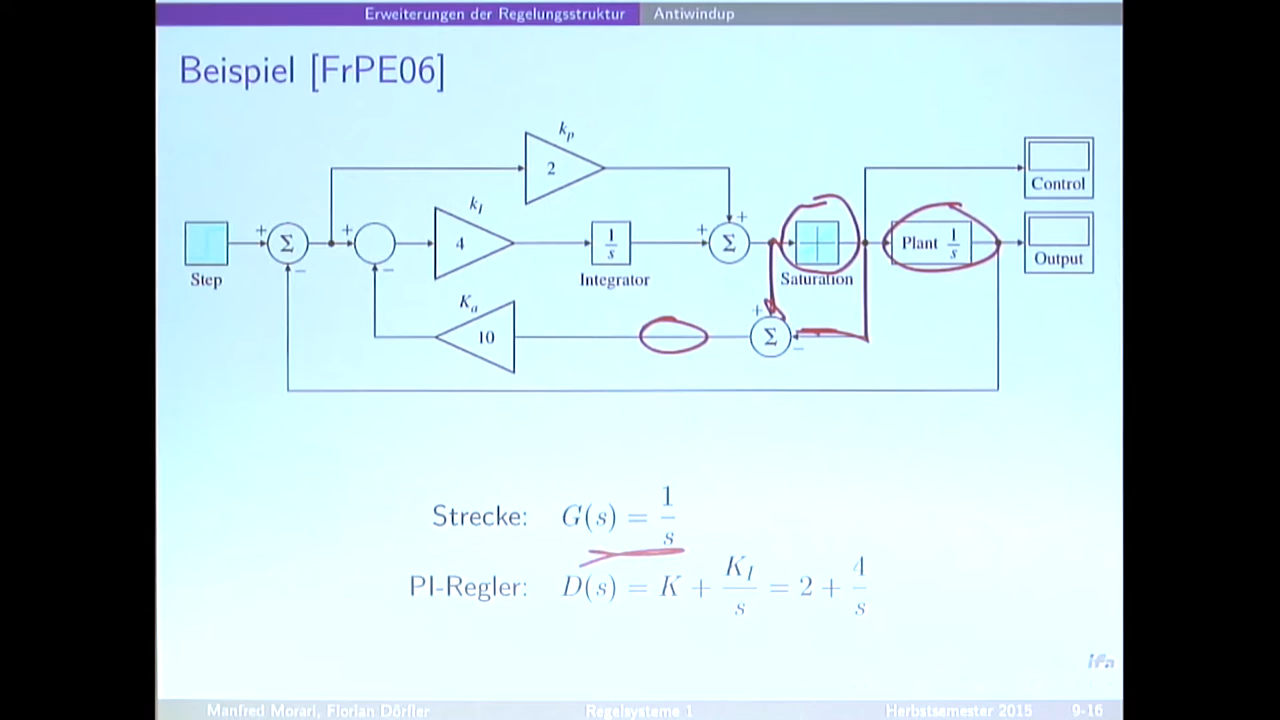 Erweiterungen der Regelungsstruktur Antiwindup
Beispiel [FrPE06]
k_p
2
Control
k_I
4
1/s
Integrator
Step
+
Σ
−
+
−
+
Σ
+
Saturation
Plant 1/s
Output
K_a
10
+
Σ
−
Strecke: G(s) = 1/s
PI-Regler: D(s) = K + K_I/s = 2 + 4/s
ifa
Manfred Morari, Florian Dörfler Regelsysteme 1 Herbstsemester 2015 9-16